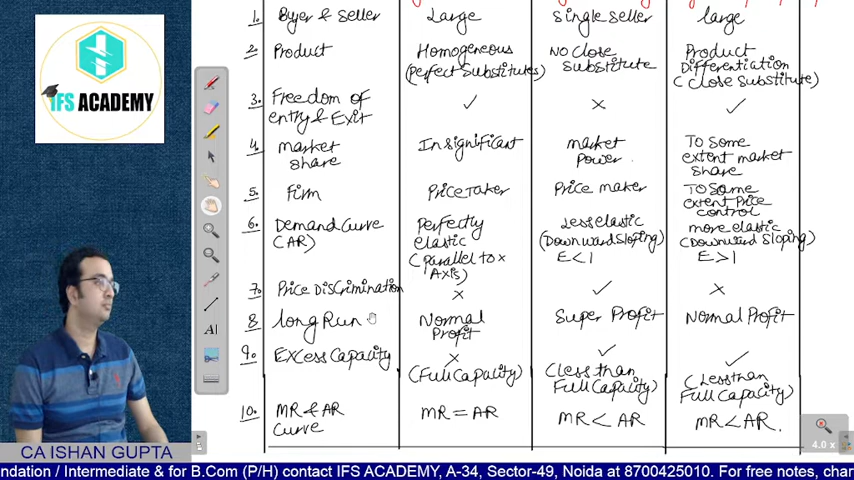 1. Byer & Seller Large Single seller large
2. Product Homogeneous (Perfect Substitutes) NO Close Substitute Product Differentiation (Close Substitute)
3. Freedom of entry & Exit ✓ × ✓
4. market share Insignificant market Power. TO Some extent market share
5. Firm Price taker Price maker TO Some extent Price control
6. Demand Curve (AR) Perfectly elastic (Parallel to x Axis) Less elastic (Downward Sloping) E<1 more elastic (Downward Sloping) E>1
7. Price Discrimination × ✓ ×
8 long Run Normal Profit Super Profit Normal Profit
9. Excess Capacity × (Full Capacity) ✓ (less than Full Capacity) ✓ (Less than Full Capacity)
10. MR & AR Curve MR = AR MR < AR MR < AR.
IFS ACADEMY
A
4.0 x
CA ISHAN GUPTA
ndation / Intermediate & for B.Com (P/H) contact IFS ACADEMY, A-34, Sector-49, Noida at 8700425010. For free notes, char